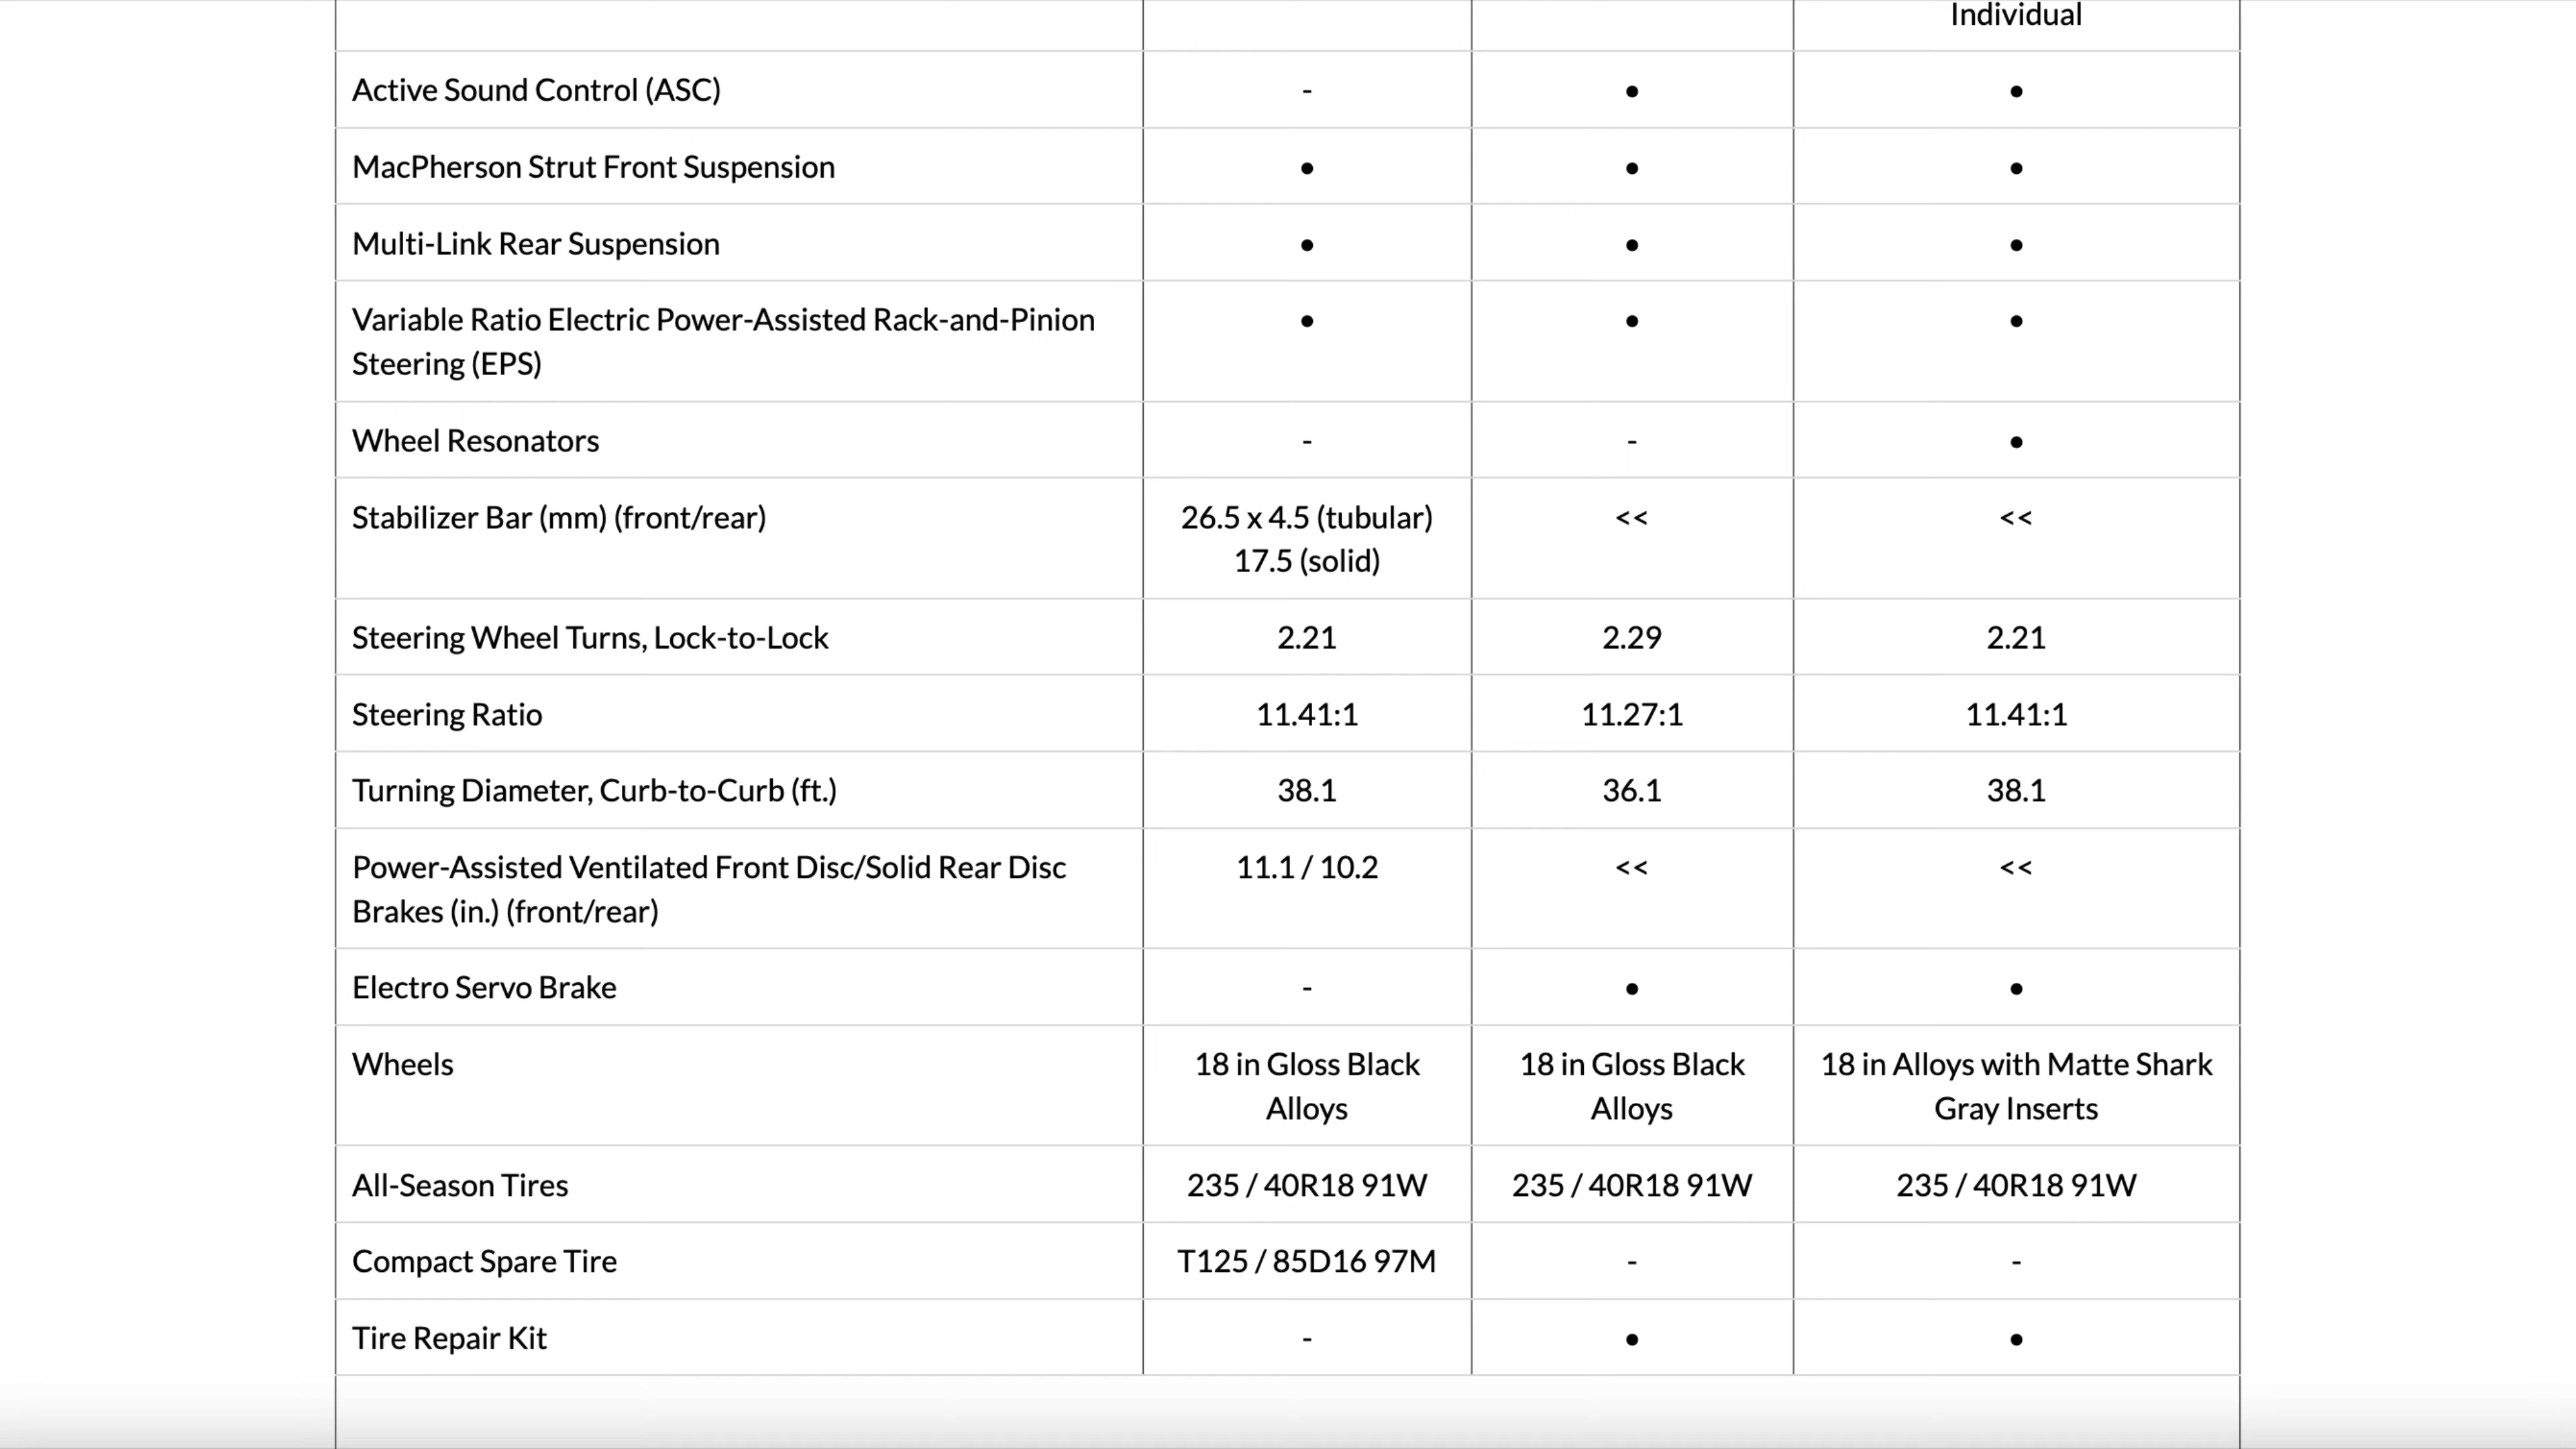 Individual
Active Sound Control (ASC) - • •
MacPherson Strut Front Suspension • • •
Multi-Link Rear Suspension • • •
Variable Ratio Electric Power-Assisted Rack-and-Pinion • • •
Steering (EPS)
Wheel Resonators - - •
Stabilizer Bar (mm) (front/rear) 26.5 x 4.5 (tubular) << <<
17.5 (solid)
Steering Wheel Turns, Lock-to-Lock 2.21 2.29 2.21
Steering Ratio 11.41:1 11.27:1 11.41:1
Turning Diameter, Curb-to-Curb (ft.) 38.1 36.1 38.1
Power-Assisted Ventilated Front Disc/Solid Rear Disc 11.1 / 10.2 << <<
Brakes (in.) (front/rear)
Electro Servo Brake - • •
Wheels 18 in Gloss Black 18 in Gloss Black 18 in Alloys with Matte Shark
Alloys Alloys Gray Inserts
All-Season Tires 235 / 40R18 91W 235 / 40R18 91W 235 / 40R18 91W
Compact Spare Tire T125 / 85D16 97M - -
Tire Repair Kit - • •